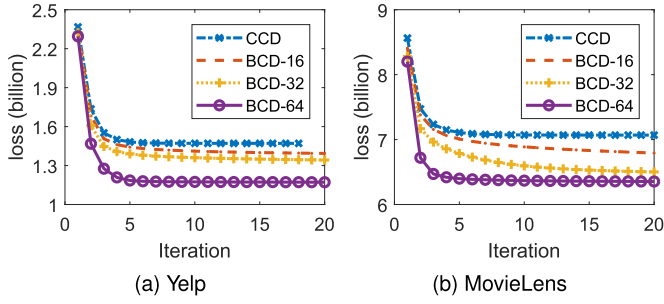 2.5
2.2
1.9
1.6
1.3
1
loss (billion)
0 5 10 15 20
Iteration
CCD
BCD-16
BCD-32
BCD-64
(a) Yelp
9
8
7
6
loss (billion)
0 5 10 15 20
Iteration
CCD
BCD-16
BCD-32
BCD-64
(b) MovieLens